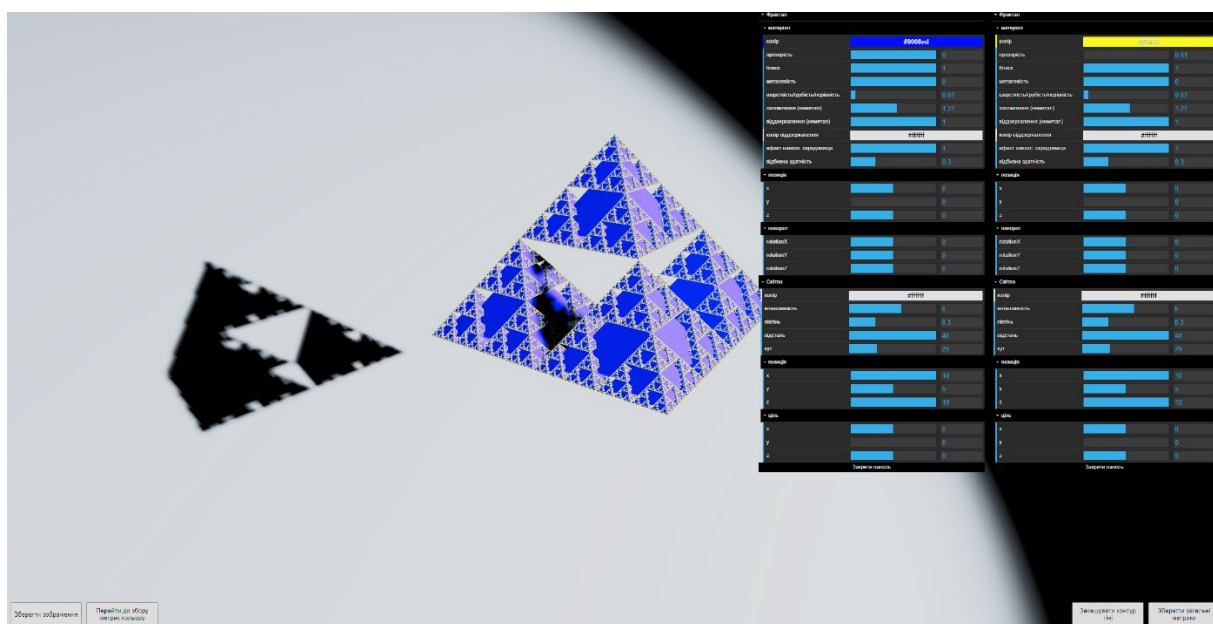 Фрактал
матеріал
колір #0008ed
прозорість 0
блиск 1
металевість 0
шорсткість/грубість/нерівність 0.07
заломлення (неметал) 1.27
віддзеркалення (неметал) 1
колір віддзеркалення #ffffff
ефект навкол. середовища 1
відбивна здатність 0.3
позиція
x 0
y 0
z 0
поворот
rotationX 0
rotationY 0
rotationZ 0
Світло
колір #ffffff
інтенсивність 6
півтінь 0.3
відстань 40
кут 29
позиція
x 10
y 5
z 10
ціль
x 0
y 0
z 0
Закрити панель
Фрактал
матеріал
колір
прозорість 0.01
блиск 1
металевість 0
шорсткість/грубість/нерівність 0.07
заломлення (неметал) 1.27
віддзеркалення (неметал) 1
колір віддзеркалення #ffffff
ефект навкол. середовища 1
відбивна здатність 0.3
позиція
x 0
y 0
z 0
поворот
rotationX 0
rotationY 0
rotationZ 0
Світло
колір #ffffff
інтенсивність 6
півтінь 0.3
відстань 40
кут 29
позиція
x 10
y 5
z 10
ціль
x 0
y 0
z 0
Закрити панель
Зберегти зображення
Перейти до збору
метрик кольору
контур
тіні
Зберегти загальні
метрики